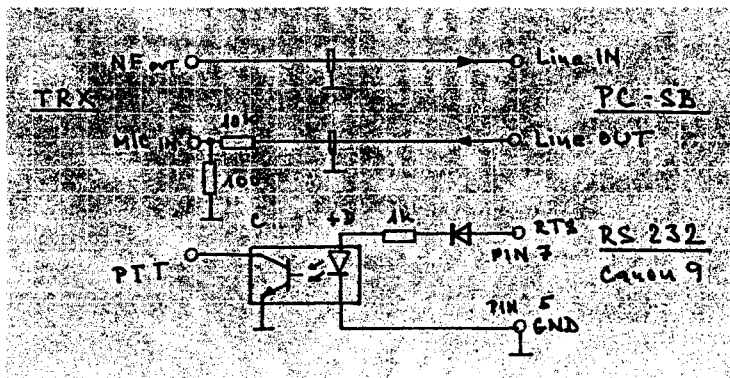 NF OUT
Line IN
TRX
PC-SB
10k
MIC IN
Line OUT
100
C
+D
1k
RTS
PIN 7
RS 232
Canon 9
PTT
PIN 5
GND